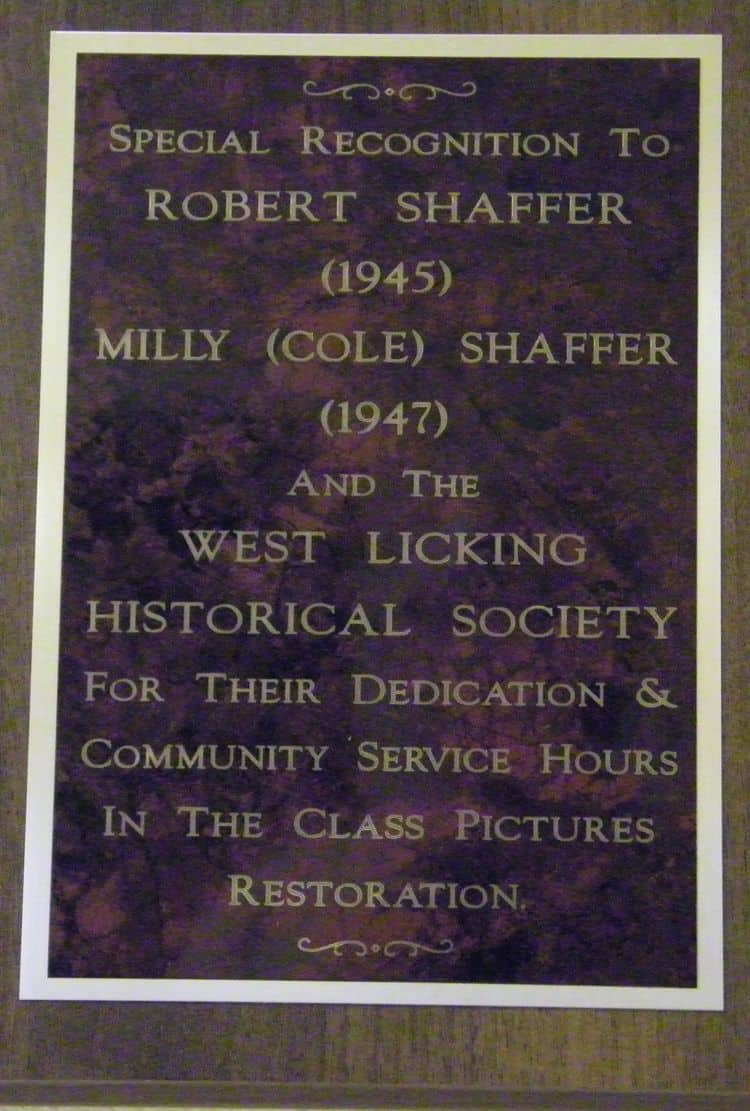 Special Recognition To
ROBERT SHAFFER
(1945)
MILLY (COLE) SHAFFER
(1947)
And The
WEST LICKING
HISTORICAL SOCIETY
For Their Dedication &
Community Service Hours
In The Class Pictures
Restoration.